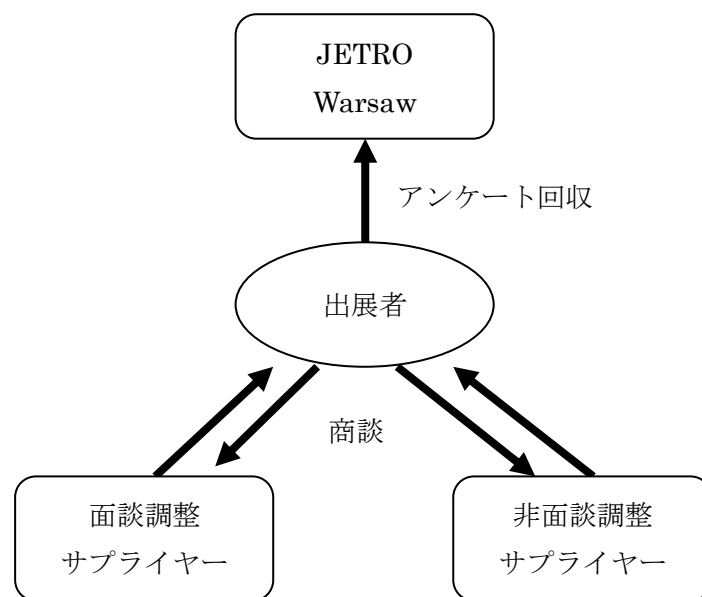 JETRO
Warsaw
アンケート回収
出展者
商談
面談調整
サプライヤー
非面談調整
サプライヤー